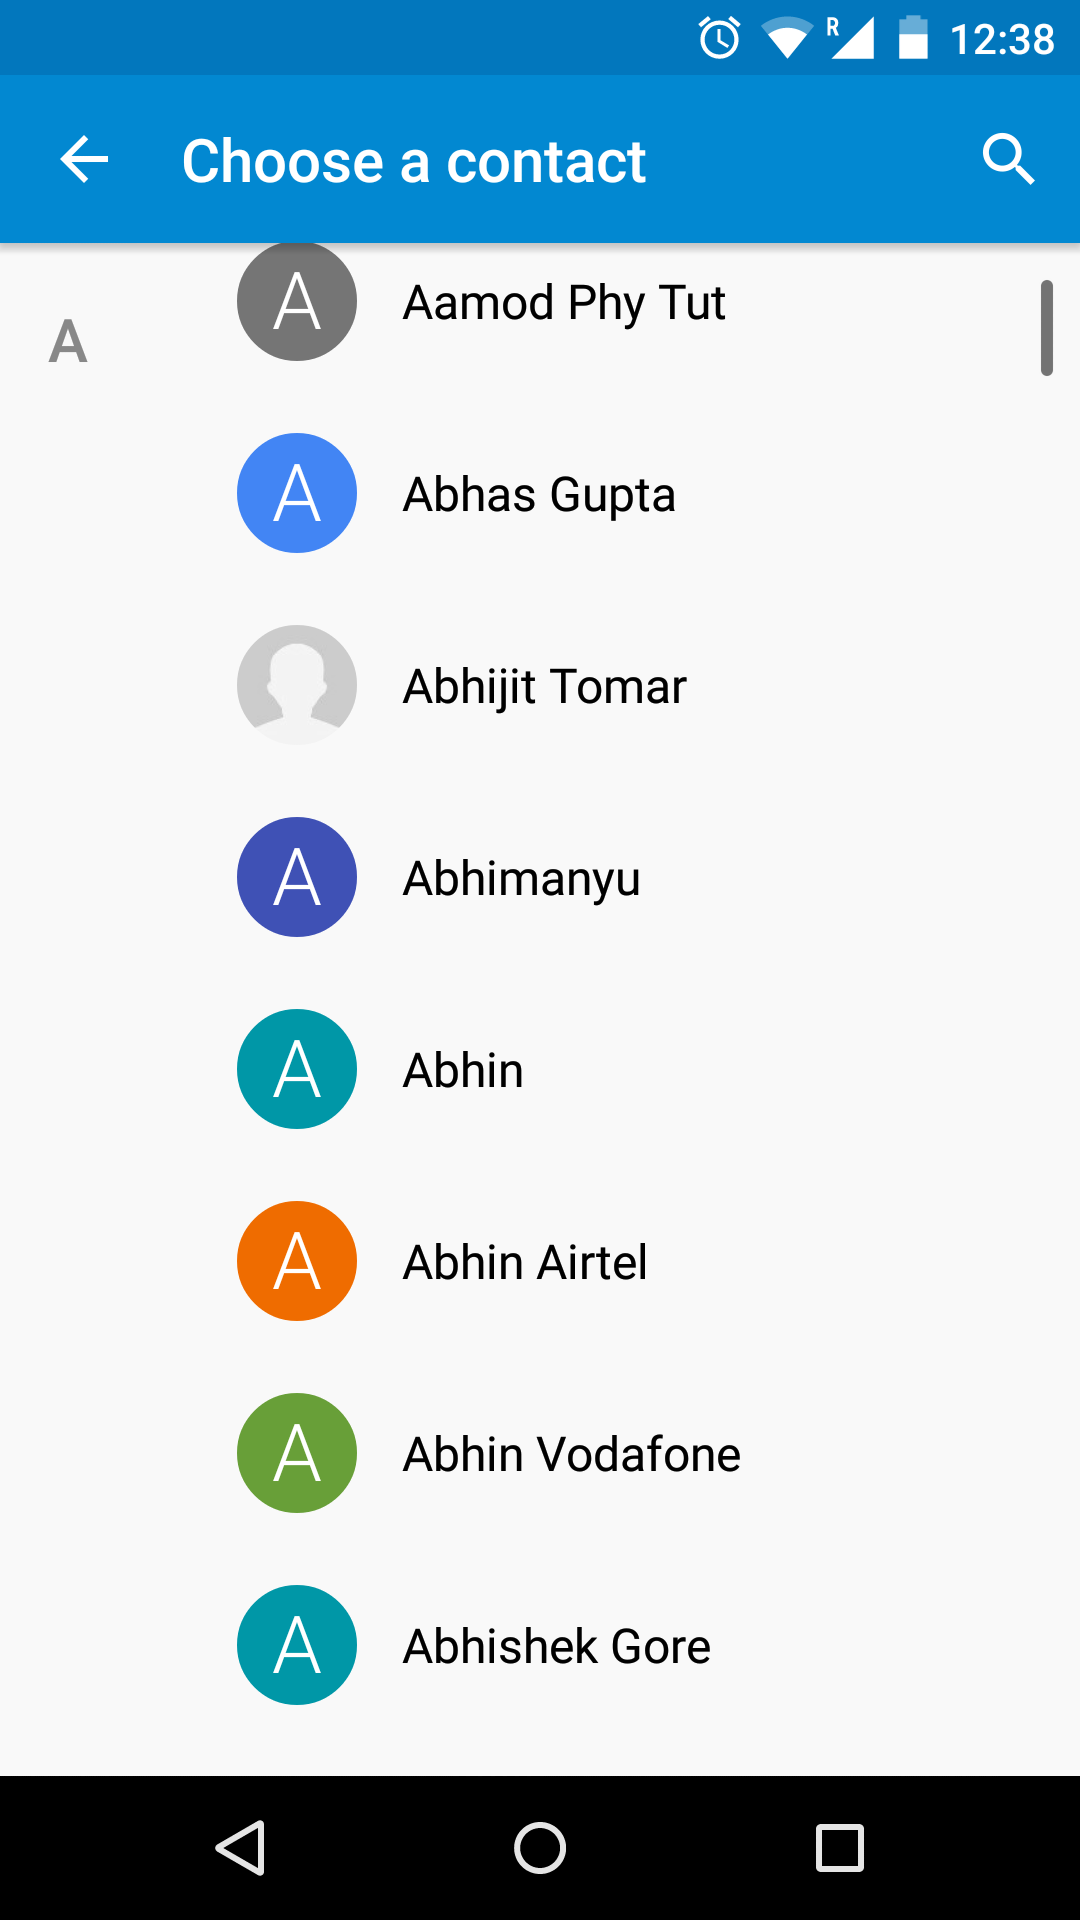 R 12:38
Choose a contact
A
A Aamod Phy Tut
A Abhas Gupta
Abhijit Tomar
A Abhimanyu
A Abhin
A Abhin Airtel
A Abhin Vodafone
A Abhishek Gore